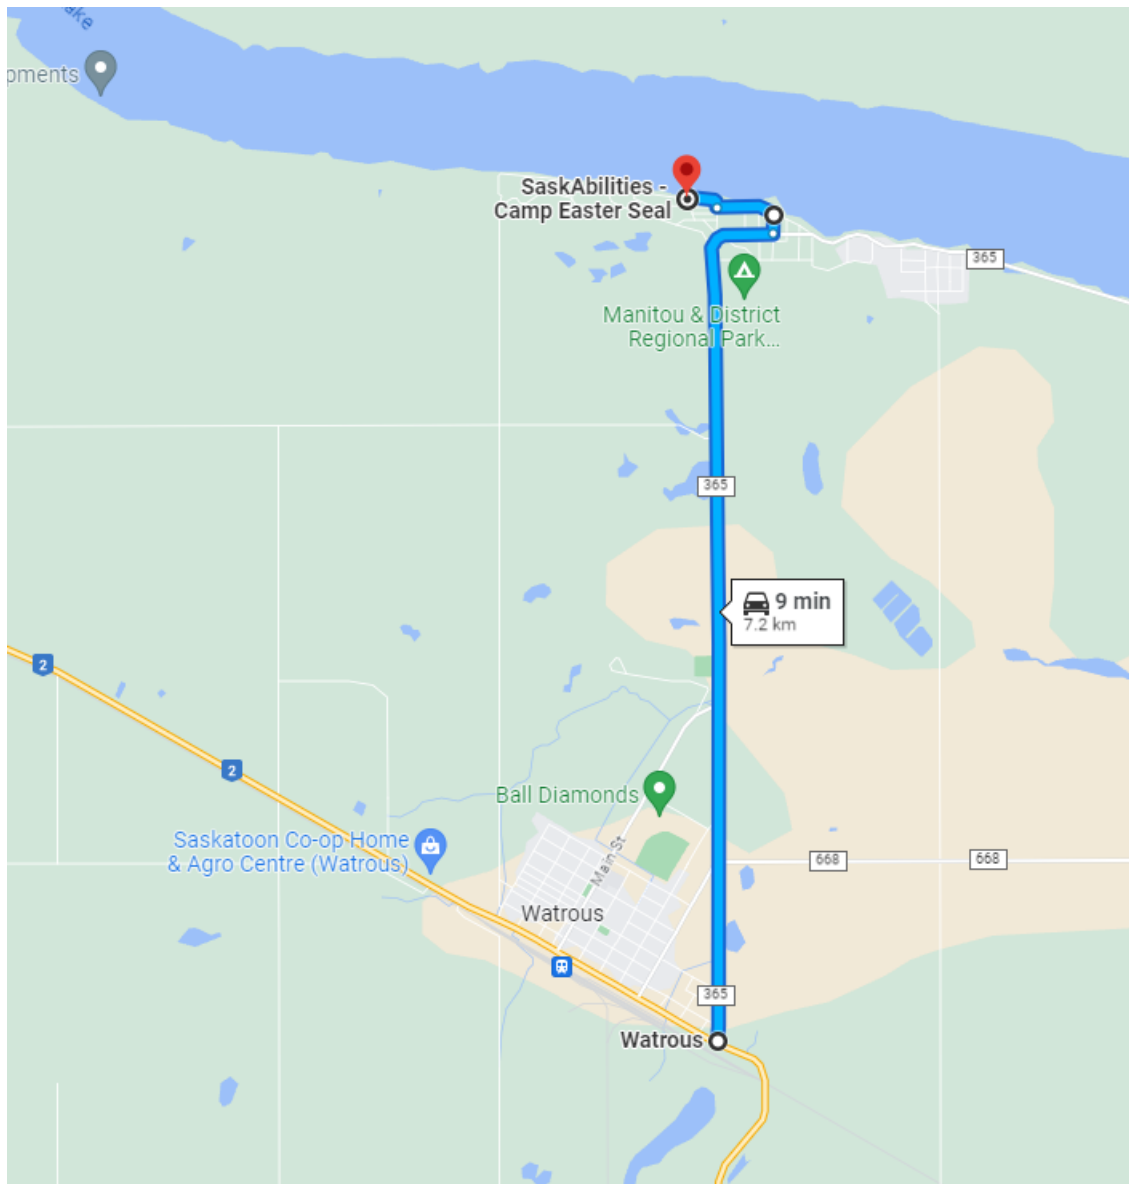 ake
pments
SaskAbilities -
Camp Easter Seal
365
Manitou & District
Regional Park...
365
9 min
7.2 km
2
2
Ball Diamonds
Saskatoon Co-op Home
& Agro Centre (Watrous)
Main St
668
668
Watrous
365
Watrous